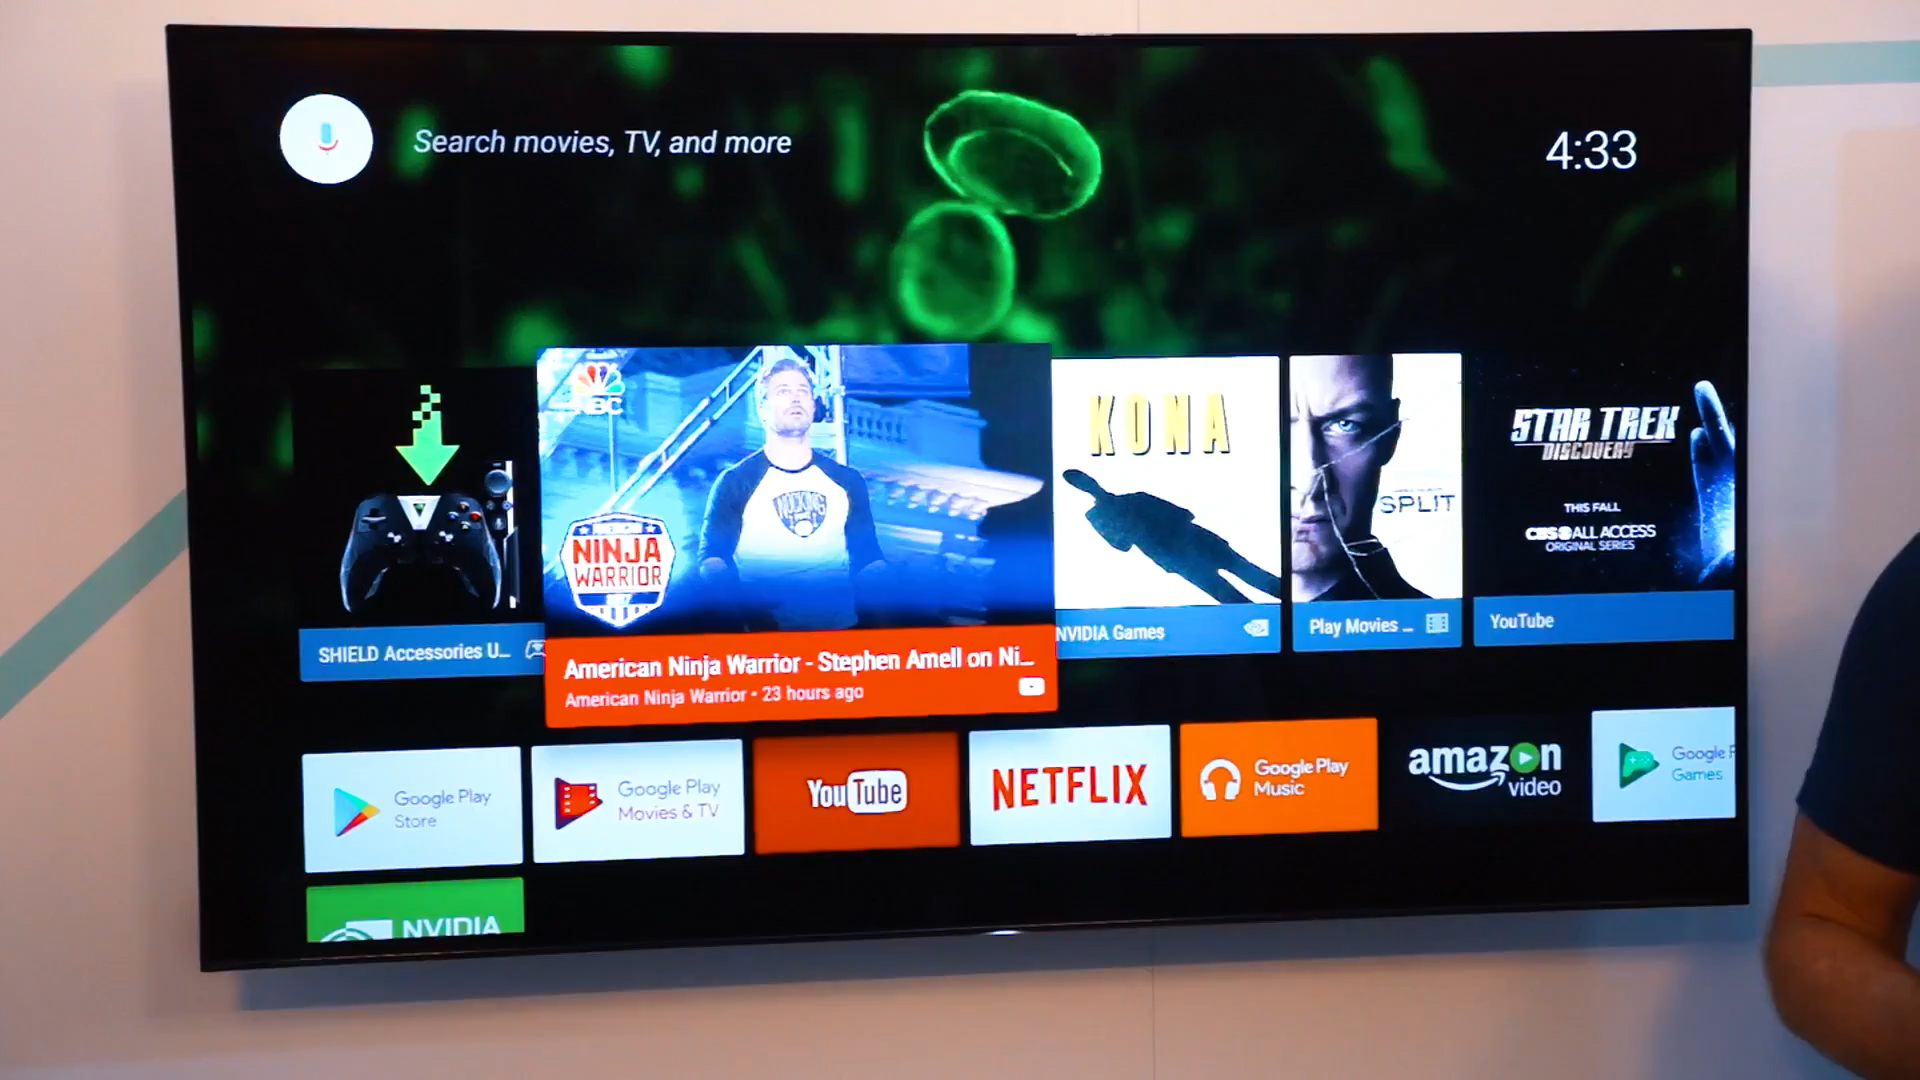 Search movies, TV, and more
4:33
NBC
NINJA
WARRIOR
KONA
SPLIT
STAR TREK
DISCOVERY
THIS FALL
CBS ALL ACCESS
ORIGINAL SERIES
SHIELD Accessories U...
American Ninja Warrior - Stephen Amell on Ni...
American Ninja Warrior • 23 hours ago
NVIDIA Games
Play Movies ...
YouTube
Google Play
Store
Google Play
Movies & TV
YouTube
NETFLIX
Google Play
Music
amazon
video
Google P
Games
NVIDIA